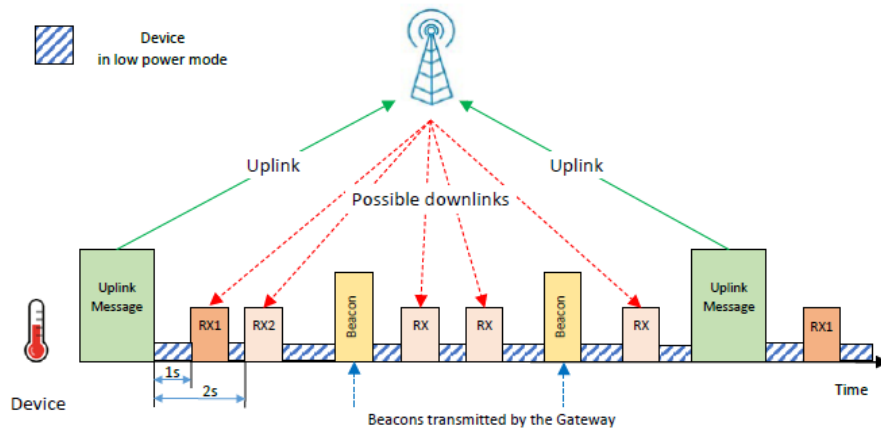 Device
in low power mode
Uplink
Uplink
Possible downlinks
Uplink
Message
RX1
RX2
Beacon
RX
RX
Beacon
RX
Uplink
Message
RX1
1s
2s
Time
Device
Beacons transmitted by the Gateway